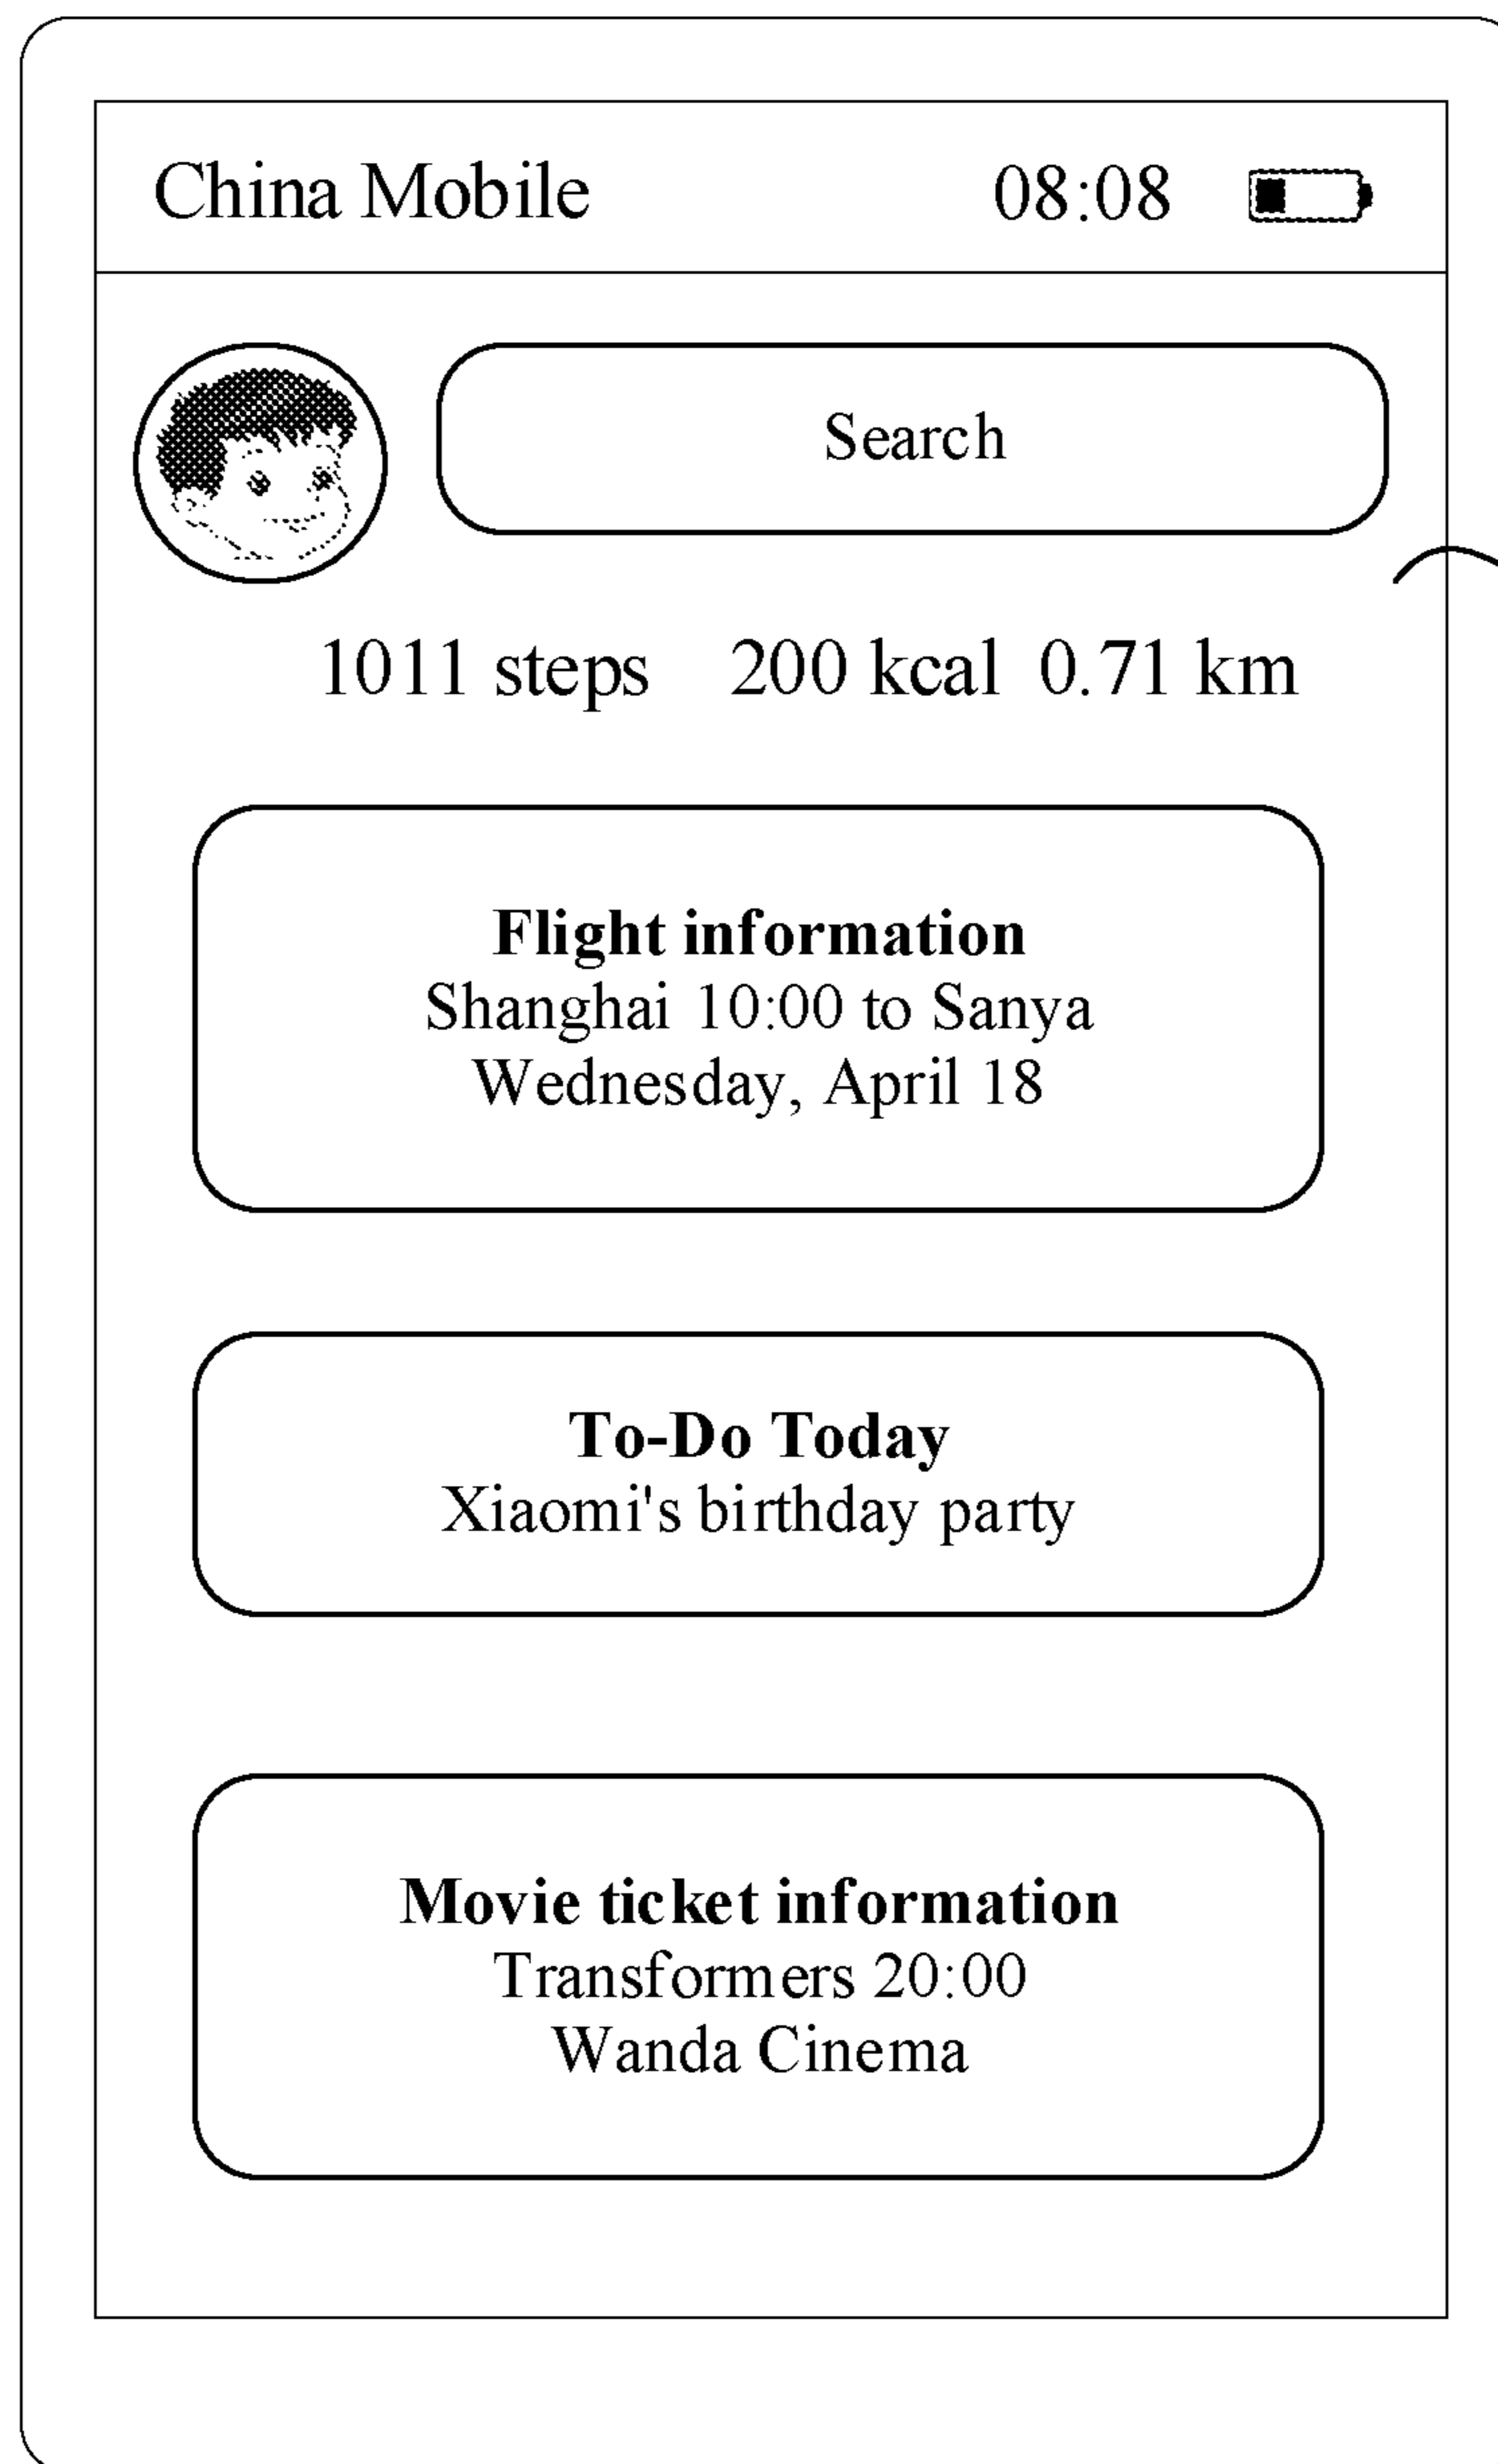 China Mobile 08:08
Search
1011 steps 200 kcal 0.71 km
Flight information
Shanghai 10:00 to Sanya
Wednesday, April 18
To-Do Today
Xiaomi's birthday party
Movie ticket information
Transformers 20:00
Wanda Cinema